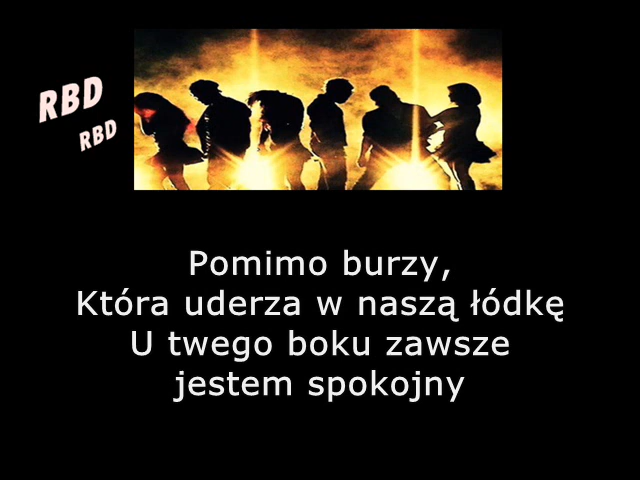 RBD
RBD
Pomimo burzy,
Która uderza w naszą łódkę
U twego boku zawsze
jestem spokojny